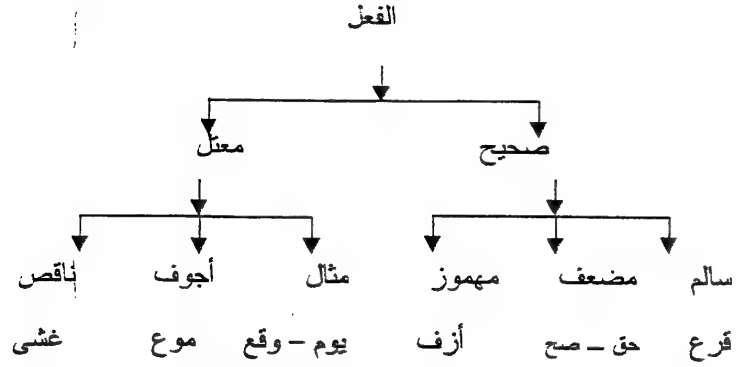 الفعل
صحيح معتل
سالم مضعف مهموز مثال أجوف ناقص
قرع حق – صح أزف يوم – وقع موع غشى